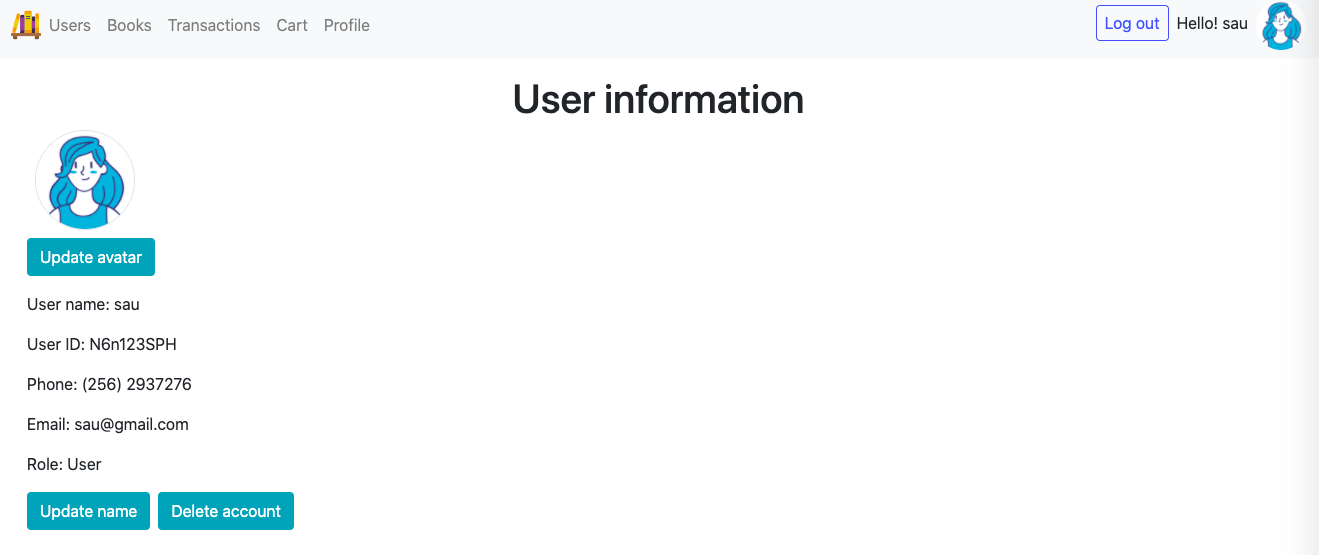 Users Books Transactions Cart Profile Log out Hello! sau
User information
Update avatar
User name: sau
User ID: N6n123SPH
Phone: (256) 2937276
Email: sau@gmail.com
Role: User
Update name Delete account